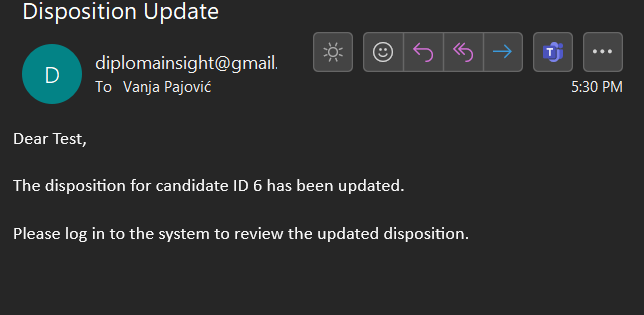 Disposition Update
D
diplomainsight@gmail.
To Vanja Pajović
5:30 PM
Dear Test,
The disposition for candidate ID 6 has been updated.
Please log in to the system to review the updated disposition.